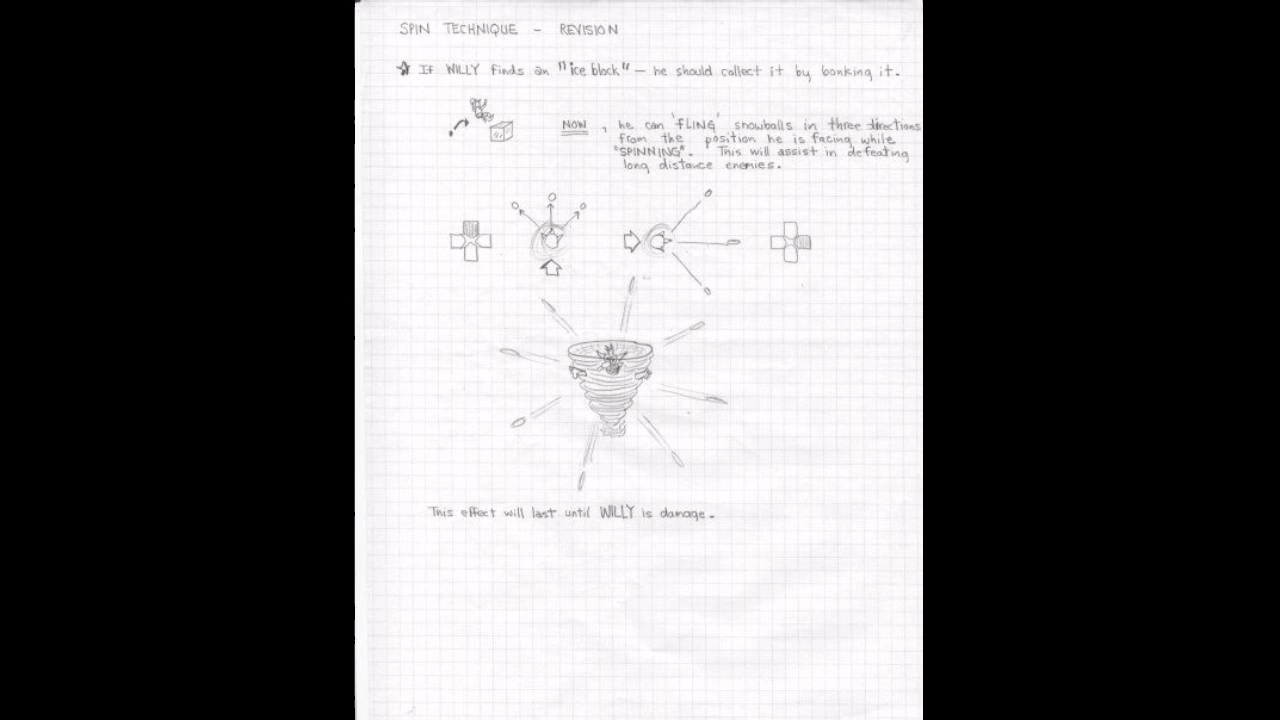 SPIN TECHNIQUE - REVISION
☆ If WILLY finds an "ice block" — he should collect it by bonking it.
NOW, he can 'FLING' snowballs in three directions
from the position he is facing while
"SPINNING". This will assist in defeating
long distance enemies.
This effect will last until WILLY is damage.